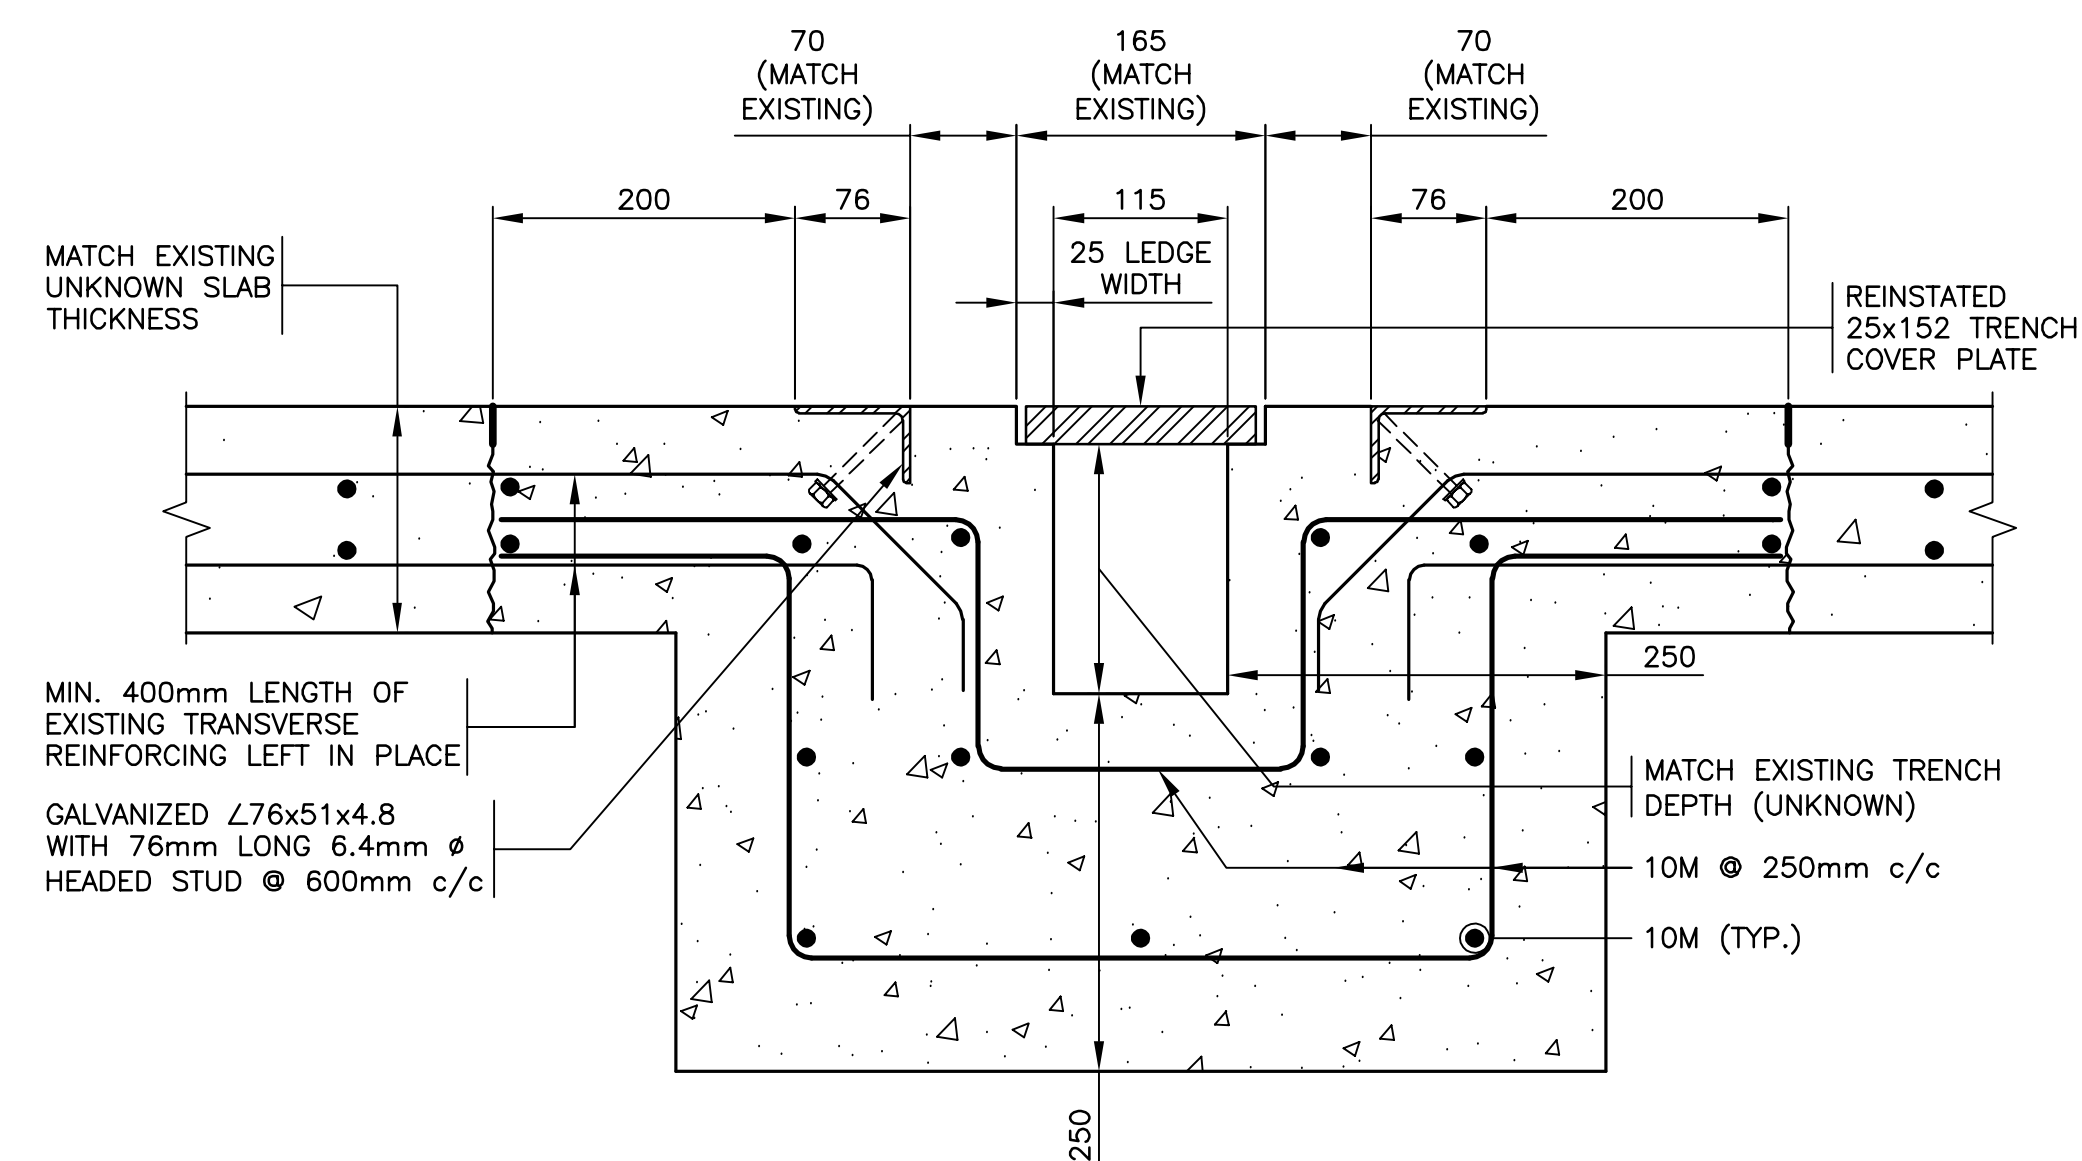 70
(MATCH
EXISTING)
165
(MATCH
EXISTING)
70
(MATCH
EXISTING)
200
76
115
76
200
25 LEDGE
WIDTH
MATCH EXISTING
UNKNOWN SLAB
THICKNESS
REINSTATED
25x152 TRENCH
COVER PLATE
250
MIN. 400mm LENGTH OF
EXISTING TRANSVERSE
REINFORCING LEFT IN PLACE
MATCH EXISTING TRENCH
DEPTH (UNKNOWN)
GALVANIZED ∠76x51x4.8
WITH 76mm LONG 6.4mm ø
HEADED STUD @ 600mm c/c
10M @ 250mm c/c
10M (TYP.)
250